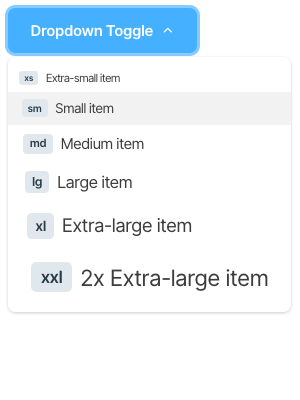 Dropdown Toggle
xs Extra-small item
sm Small item
md Medium item
lg Large item
xl Extra-large item
xxl 2x Extra-large item